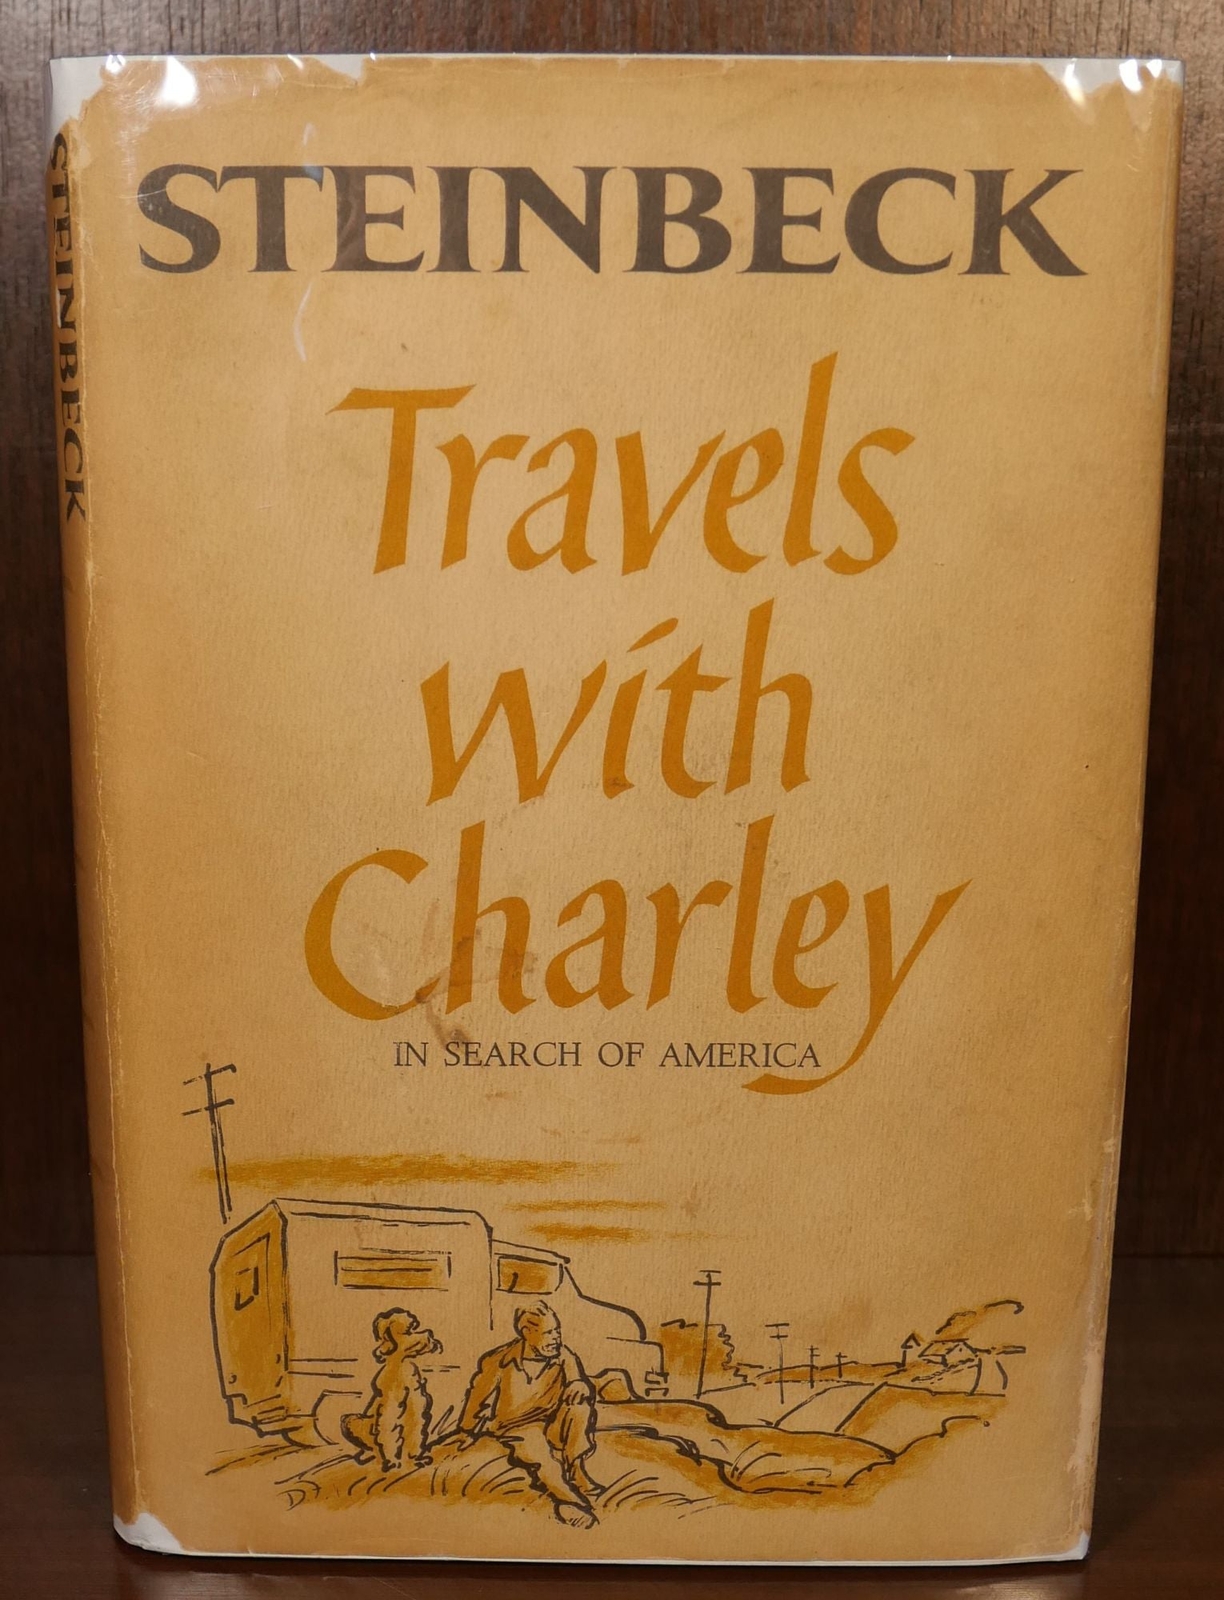 STEINBECK
STEINBECK
Travels
with
Charley
IN SEARCH OF AMERICA